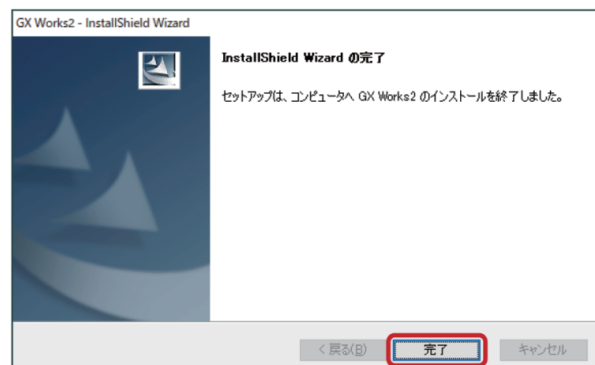 GX Works2 - InstallShield Wizard
InstallShield Wizard の完了
セットアップは、コンピュータへ GX Works2 のインストールを終了しました。
< 戻る(B)
完了
キャンセル